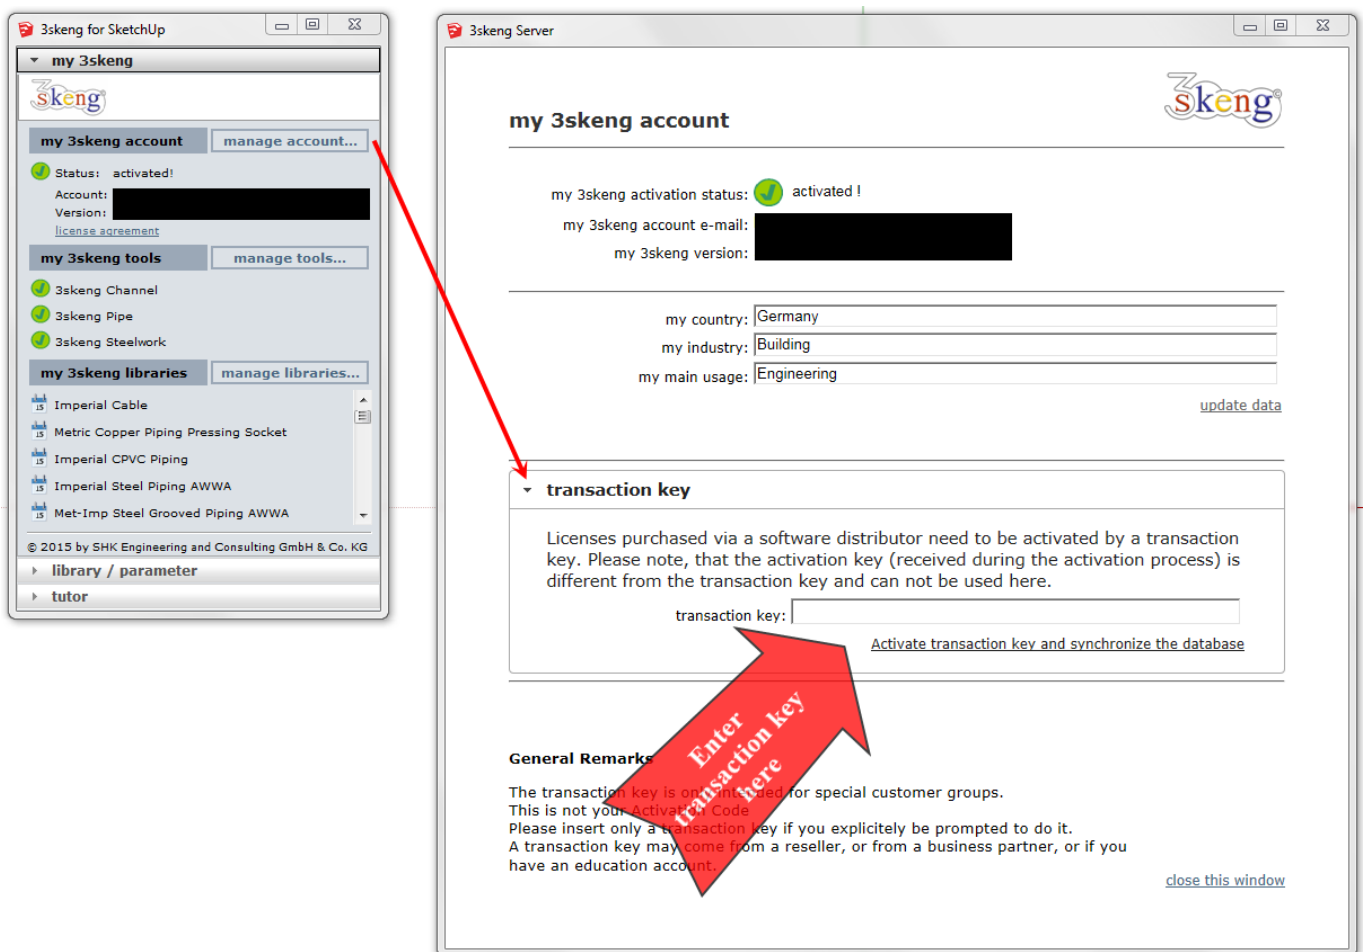 3skeng for SketchUp
my 3skeng
3skeng
my 3skeng account
manage account...
Status: activated!
Account:
Version:
license agreement
my 3skeng tools
manage tools...
3skeng Channel
3skeng Pipe
3skeng Steelwork
my 3skeng libraries
manage libraries...
15 Imperial Cable
15 Metric Copper Piping Pressing Socket
15 Imperial CPVC Piping
15 Imperial Steel Piping AWWA
15 Met-Imp Steel Grooved Piping AWWA
© 2015 by SHK Engineering and Consulting GmbH & Co. KG
library / parameter
tutor
3skeng Server
3skeng©
my 3skeng account
my 3skeng activation status: activated !
my 3skeng account e-mail:
my 3skeng version:
my country: Germany
my industry: Building
my main usage: Engineering
update data
transaction key
Licenses purchased via a software distributor need to be activated by a transaction
key. Please note, that the activation key (received during the activation process) is
different from the transaction key and can not be used here.
transaction key:
Activate transaction key and synchronize the database
Enter
transaction key
here
General Remarks
The transaction key is only intended for special customer groups.
This is not your Activation Code
Please insert only a transaction key if you explicitely be prompted to do it.
A transaction key may come from a reseller, or from a business partner, or if you
have an education account.
close this window